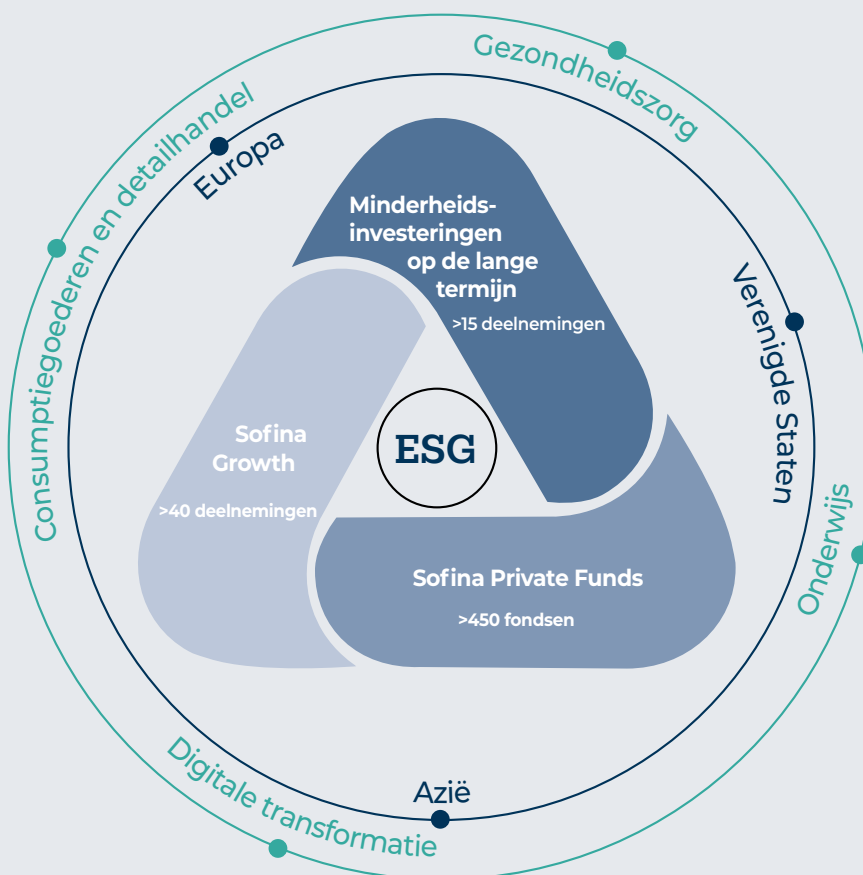 Gezondheidszorg
Consumptiegoederen en detailhandel
Europa
Minderheids-
investeringen
op de lange
termijn
>15 deelnemingen
Verenigde Staten
Sofina
Growth
>40 deelnemingen
ESG
Onderwijs
Sofina Private Funds
>450 fondsen
Digitale transformatie
Azië